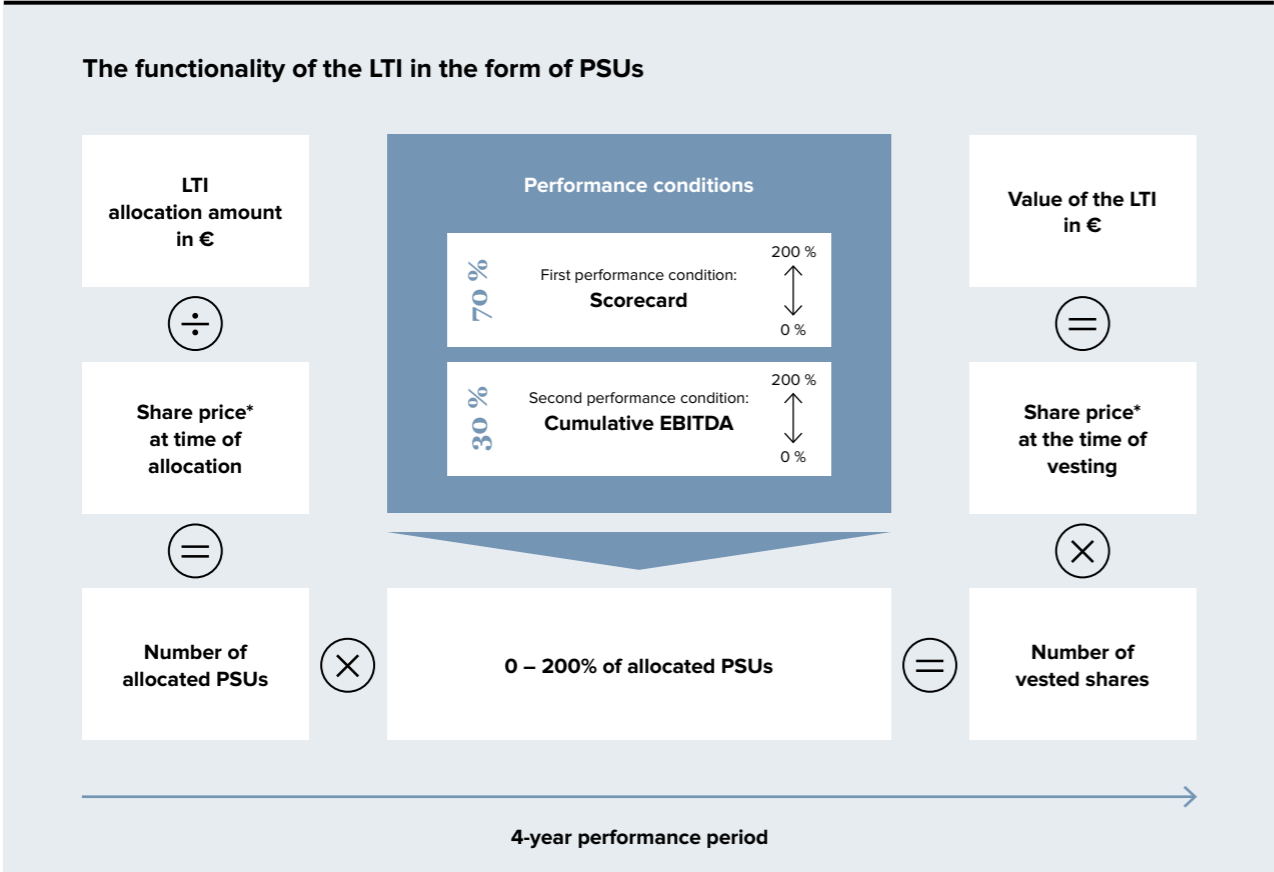 The functionality of the LTI in the form of PSUs
LTI
allocation amount
in €
÷
Share price*
at time of
allocation
=
Number of
allocated PSUs
×
Performance conditions
70 %
First performance condition:
Scorecard
200 %
0 %
30 %
Second performance condition:
Cumulative EBITDA
200 %
0 %
0 – 200% of allocated PSUs
=
Value of the LTI
in €
=
Share price*
at the time of
vesting
×
Number of
vested shares
4-year performance period